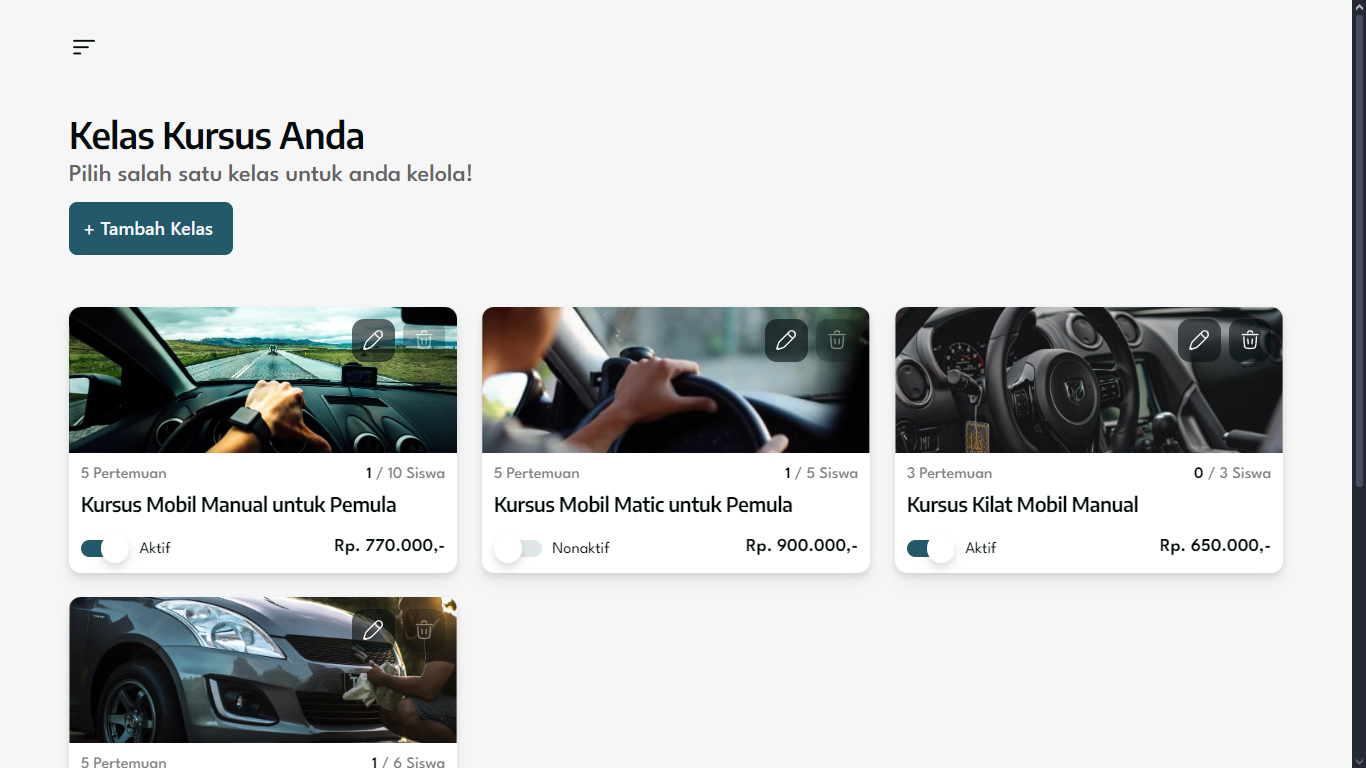 Kelas Kursus Anda
Pilih salah satu kelas untuk anda kelola!
+ Tambah Kelas
5 Pertemuan 1 / 10 Siswa
Kursus Mobil Manual untuk Pemula
Aktif Rp. 770.000,-
5 Pertemuan 1 / 5 Siswa
Kursus Mobil Matic untuk Pemula
Nonaktif Rp. 900.000,-
3 Pertemuan 0 / 3 Siswa
Kursus Kilat Mobil Manual
Aktif Rp. 650.000,-
5 Pertemuan 1 / 6 Siswa